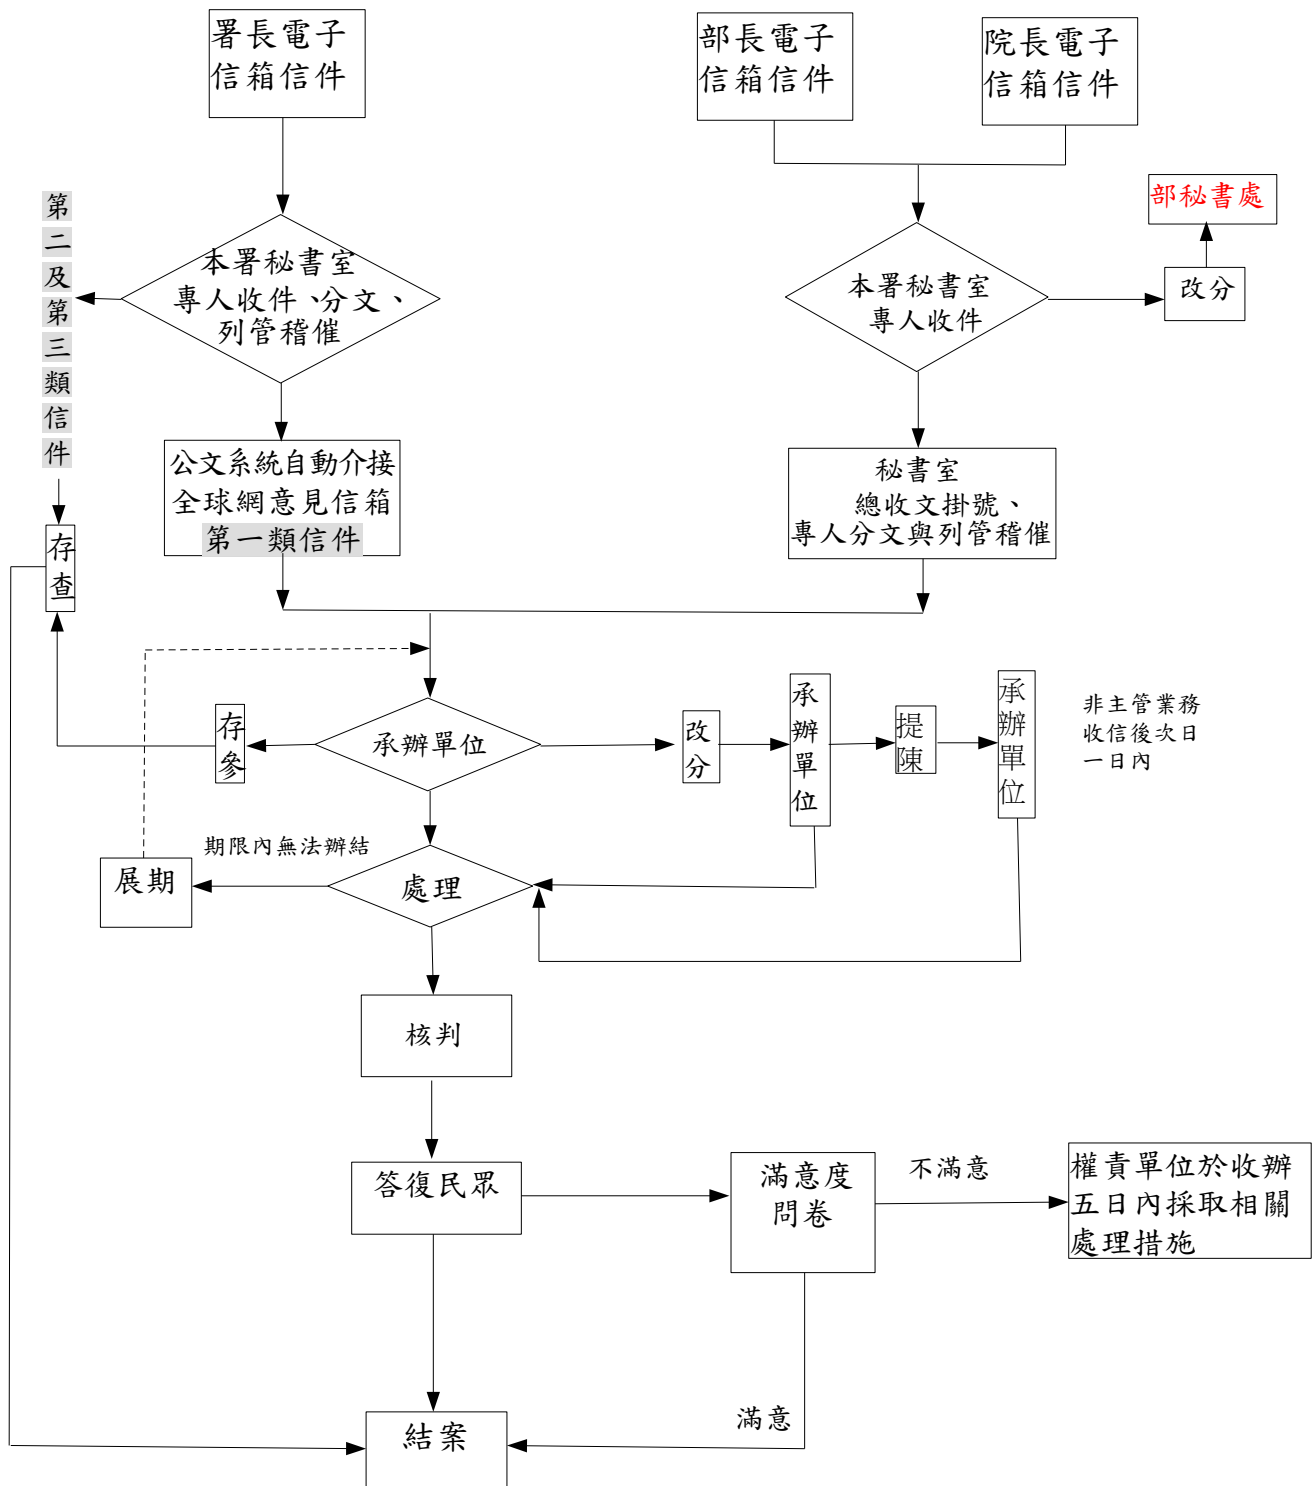 署長電子
信箱信件
部長電子
信箱信件
院長電子
信箱信件
部秘書處
改分
第二及第三類信件
本署秘書室
專人收件、分文、
列管稽催
本署秘書室
專人收件
公文系統自動介接
全球網意見信箱
第一類信件
秘書室
總收文掛號、
專人分文與列管稽催
存查
存參
承辦單位
改分
承辦單位
提陳
承辦單位
非主管業務
收信後次日
一日內
期限內無法辦結
展期
處理
核判
答復民眾
滿意度
問卷
不滿意
權責單位於收辦
五日內採取相關
處理措施
滿意
結案